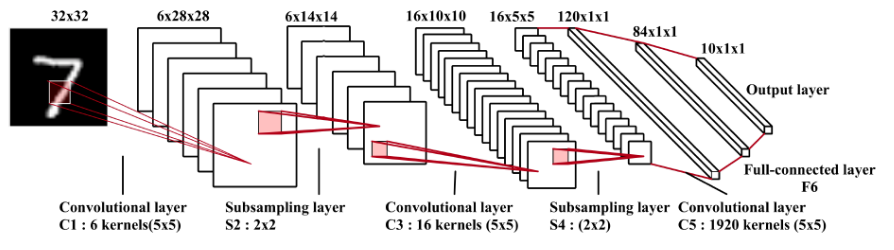 32x32
6x28x28
6x14x14
16x10x10
16x5x5
120x1x1
84x1x1
10x1x1
Output layer
Full-connected layer
F6
Convolutional layer
C1 : 6 kernels(5x5)
Subsampling layer
S2 : 2x2
Convolutional layer
C3 : 16 kernels (5x5)
Subsampling layer
S4 : (2x2)
Convolutional layer
C5 : 1920 kernels (5x5)